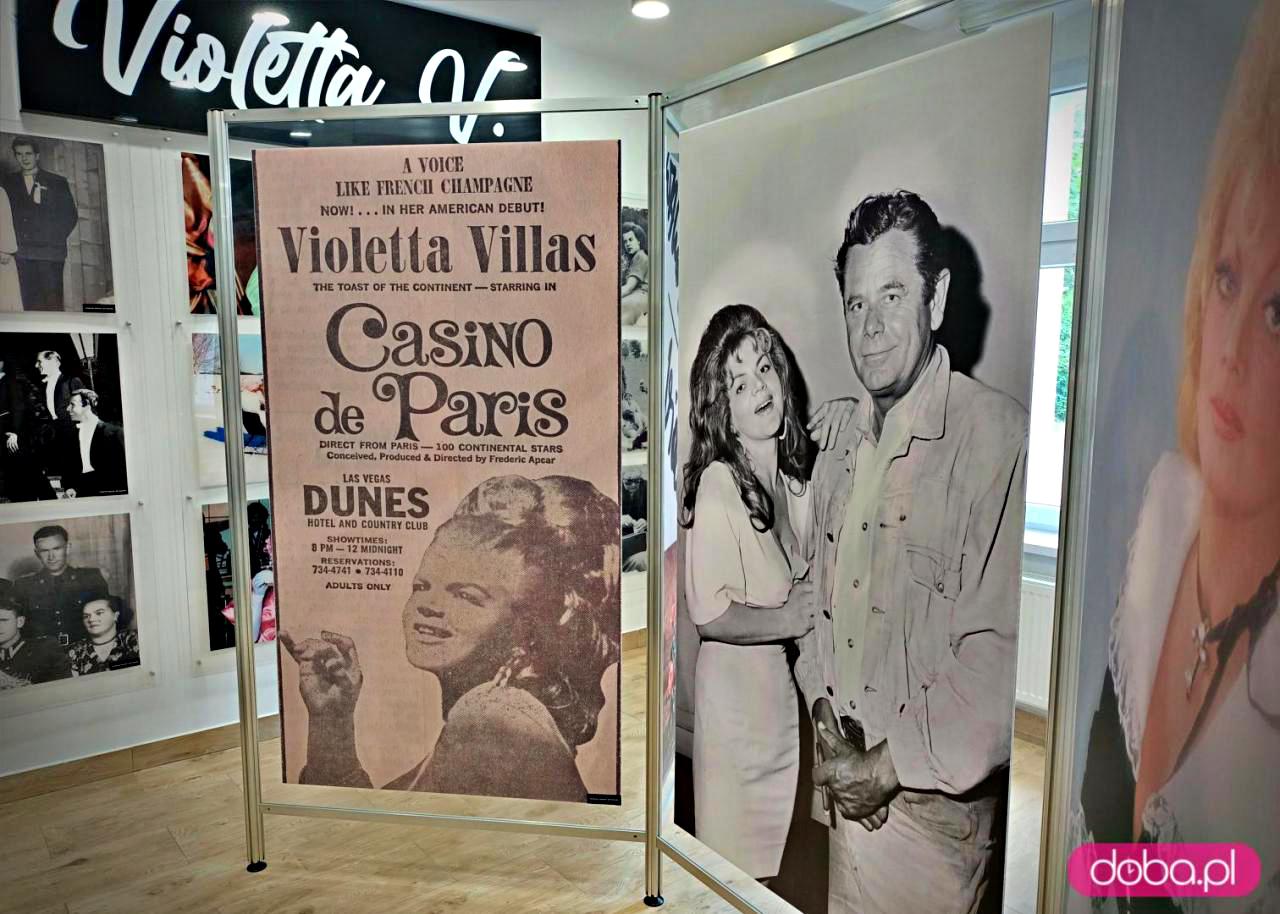 Violetta V.
A VOICE
LIKE FRENCH CHAMPAGNE
NOW! . . . IN HER AMERICAN DEBUT!
Violetta Villas
THE TOAST OF THE CONTINENT — STARRING IN
Casino
de Paris
DIRECT FROM PARIS — 100 CONTINENTAL STARS
Conceived, Produced & Directed by Frederic Apcar
LAS VEGAS
DUNES
HOTEL AND COUNTRY CLUB
SHOWTIMES:
8 PM — 12 MIDNIGHT
RESERVATIONS:
734-4741 • 734-4110
ADULTS ONLY
doba.pl